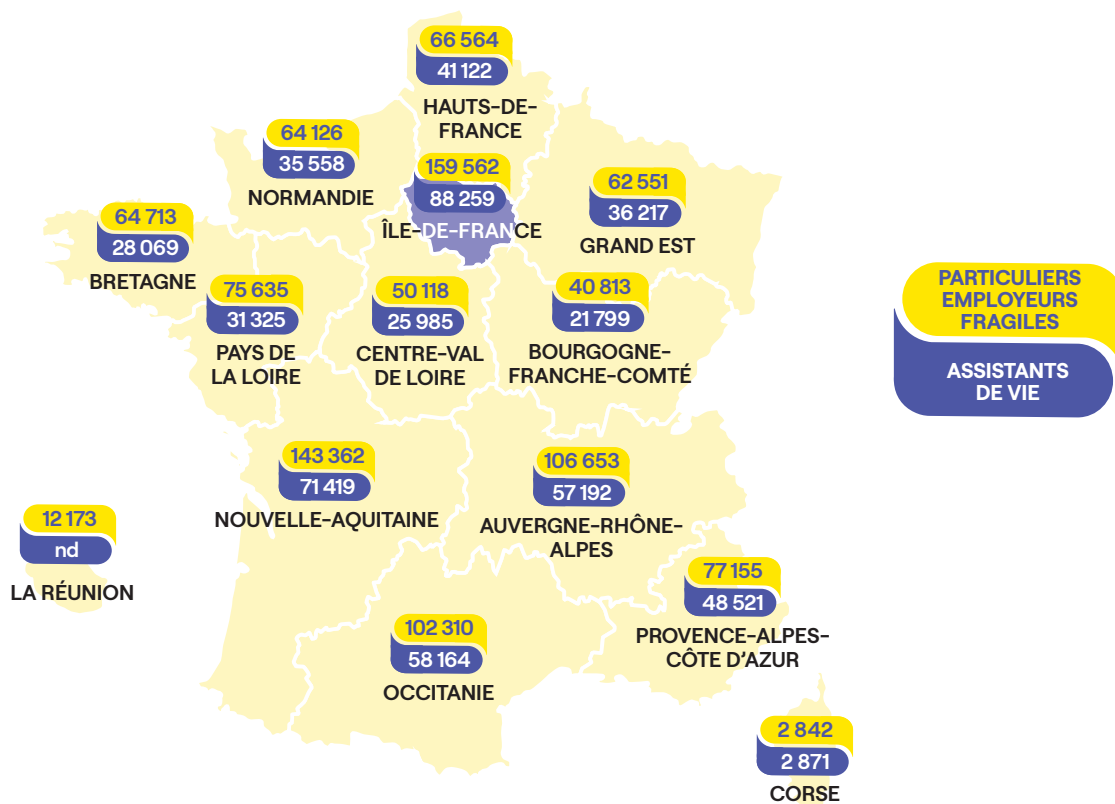 66 564
41 122
HAUTS-DE-
FRANCE
64 126
35 558
NORMANDIE
159 562
88 259
ÎLE-DE-FRANCE
62 551
36 217
GRAND EST
64 713
28 069
BRETAGNE
75 635
31 325
PAYS DE
LA LOIRE
50 118
25 985
CENTRE-VAL
DE LOIRE
40 813
21 799
BOURGOGNE-
FRANCHE-COMTÉ
PARTICULIERS
EMPLOYEURS
FRAGILES
ASSISTANTS
DE VIE
143 362
71 419
NOUVELLE-AQUITAINE
106 653
57 192
AUVERGNE-RHÔNE-
ALPES
12 173
nd
LA RÉUNION
77 155
48 521
PROVENCE-ALPES-
CÔTE D'AZUR
102 310
58 164
OCCITANIE
2 842
2 871
CORSE